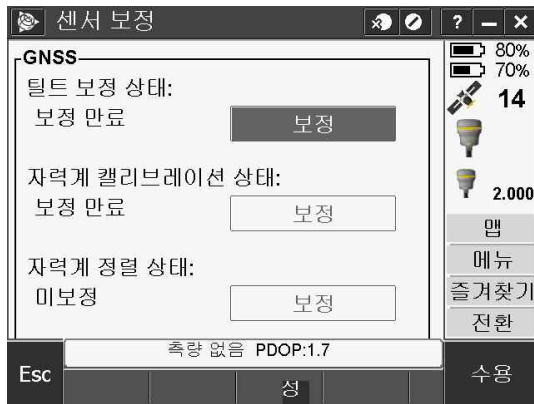 센서 보정
? – ×
GNSS
틸트 보정 상태:
보정 만료
보정
자력계 캘리브레이션 상태:
보정 만료
보정
자력계 정렬 상태:
미보정
보정
80%
70%
14
2.000
맵
메뉴
즐겨찾기
전환
측량 없음 PDOP:1.7
Esc
성
수용